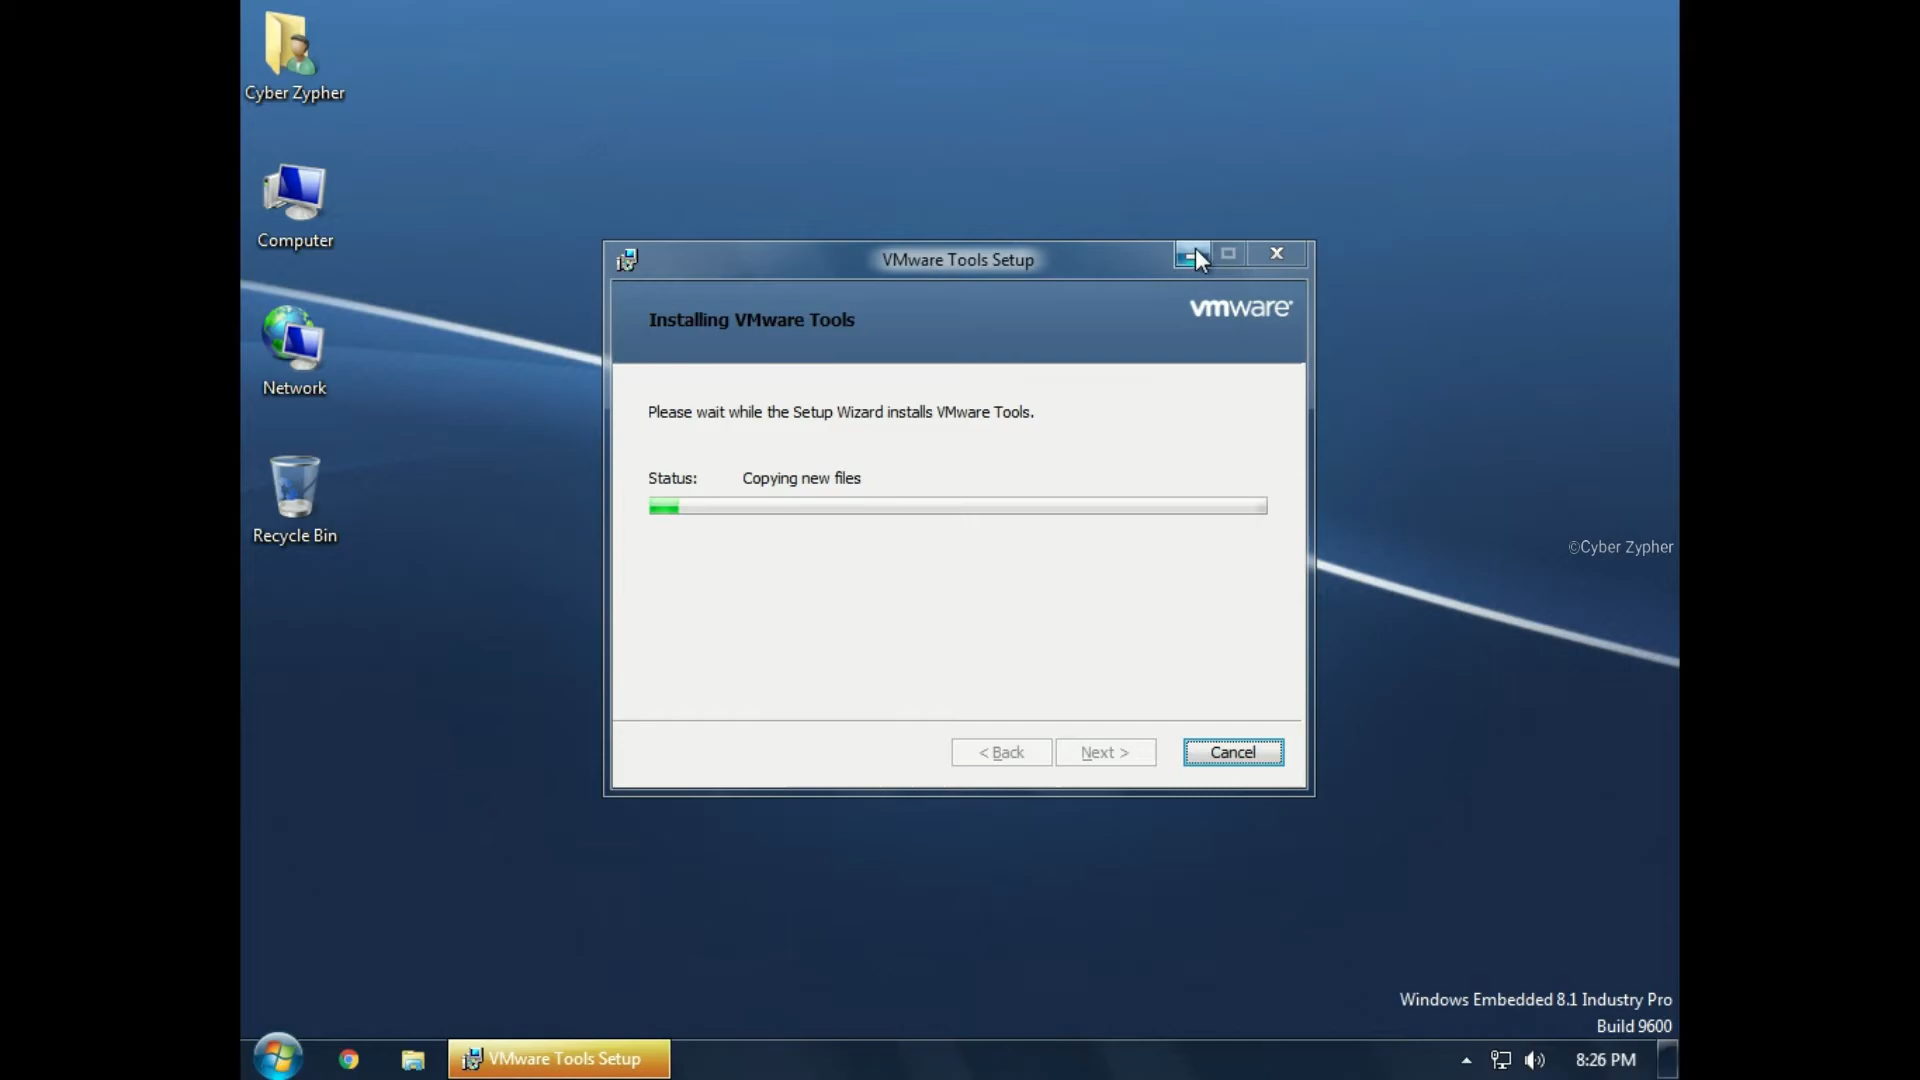 Cyber Zypher
Computer
Network
Recycle Bin
VMware Tools Setup
Installing VMware Tools
vmware
Please wait while the Setup Wizard installs VMware Tools.
Status: Copying new files
< Back
Next >
Cancel
©Cyber Zypher
Windows Embedded 8.1 Industry Pro
Build 9600
VMware Tools Setup
8:26 PM